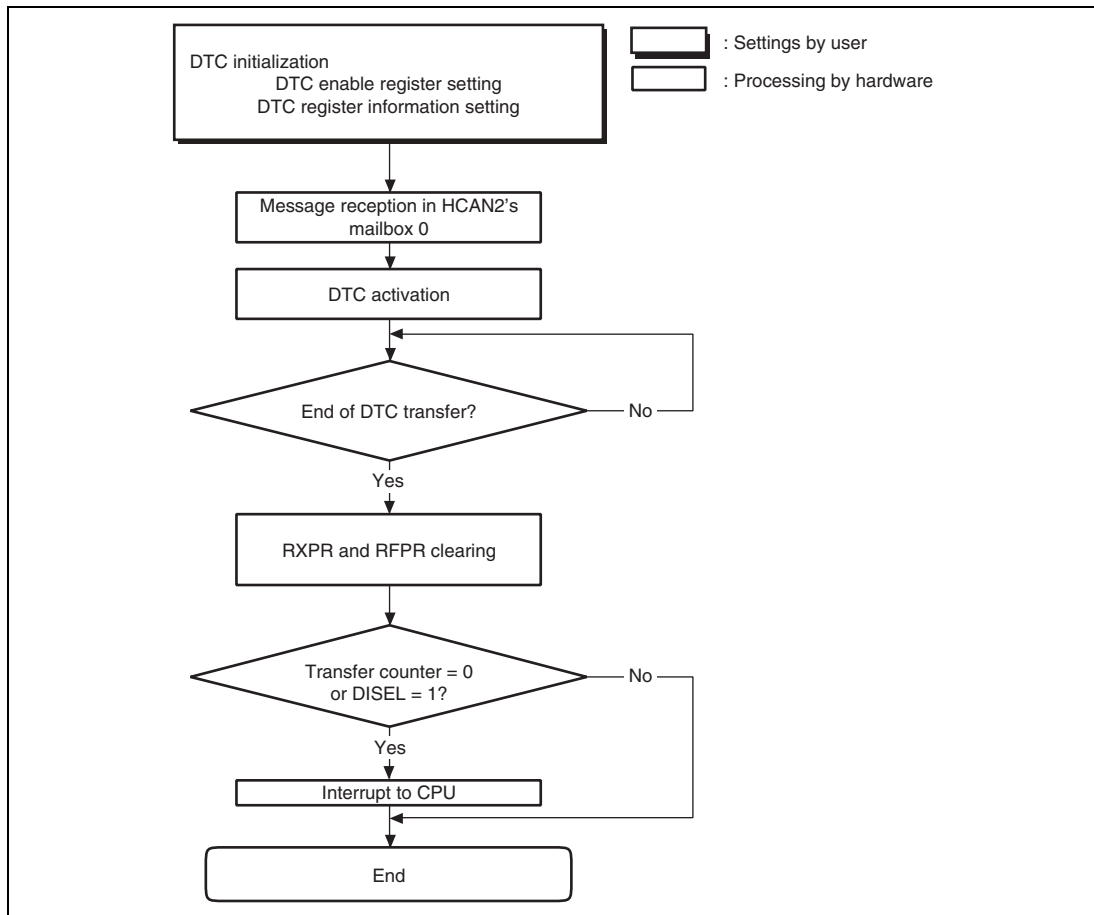 DTC initialization
DTC enable register setting
DTC register information setting
: Settings by user
: Processing by hardware
Message reception in HCAN2's
mailbox 0
DTC activation
End of DTC transfer?
No
Yes
RXPR and RFPR clearing
Transfer counter = 0
or DISEL = 1?
No
Yes
Interrupt to CPU
End